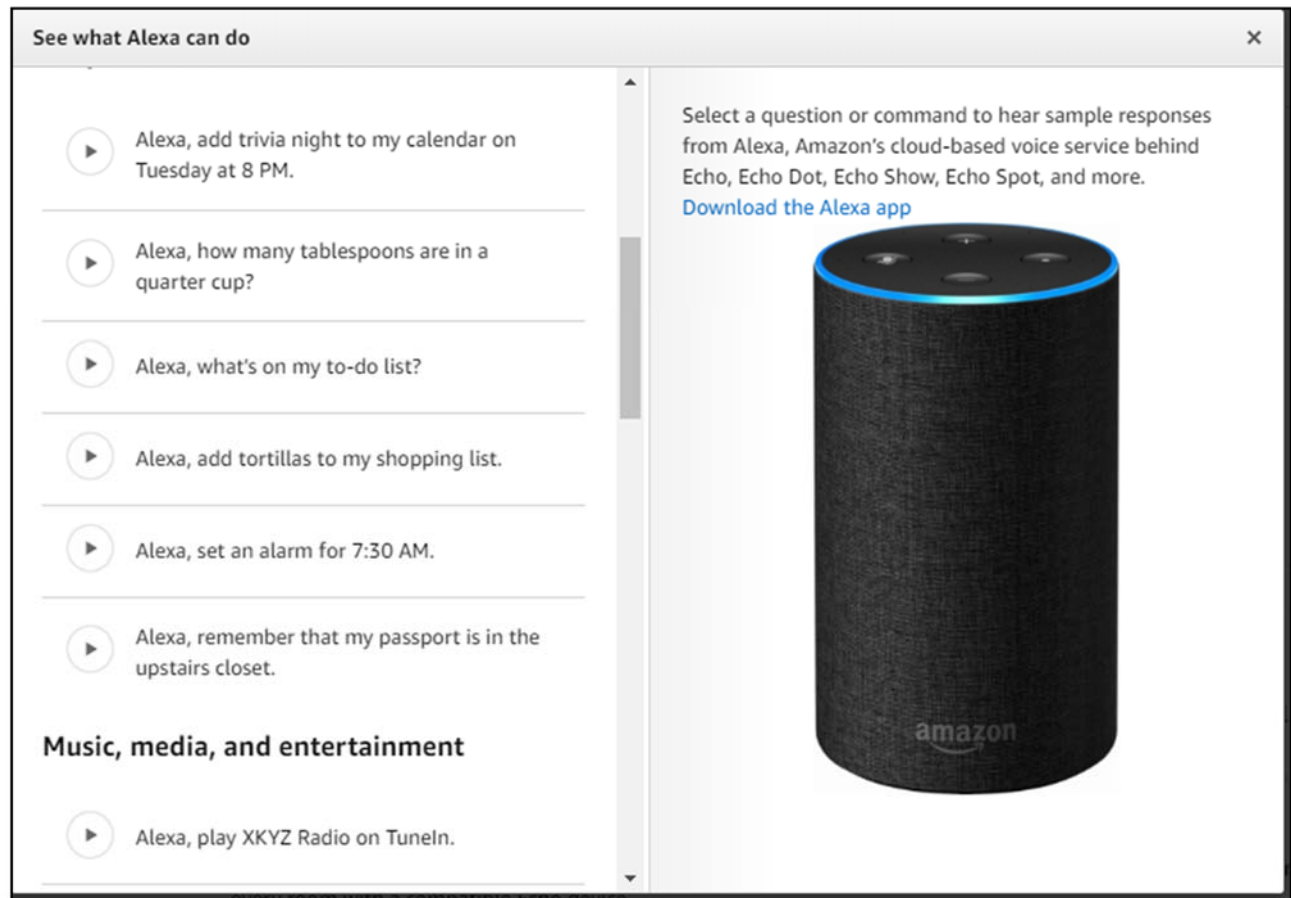 See what Alexa can do
Alexa, add trivia night to my calendar on
Tuesday at 8 PM.
Alexa, how many tablespoons are in a
quarter cup?
Alexa, what's on my to-do list?
Alexa, add tortillas to my shopping list.
Alexa, set an alarm for 7:30 AM.
Alexa, remember that my passport is in the
upstairs closet.
Music, media, and entertainment
Alexa, play XKYZ Radio on TuneIn.
Select a question or command to hear sample responses
from Alexa, Amazon's cloud-based voice service behind
Echo, Echo Dot, Echo Show, Echo Spot, and more.
Download the Alexa app
amazon